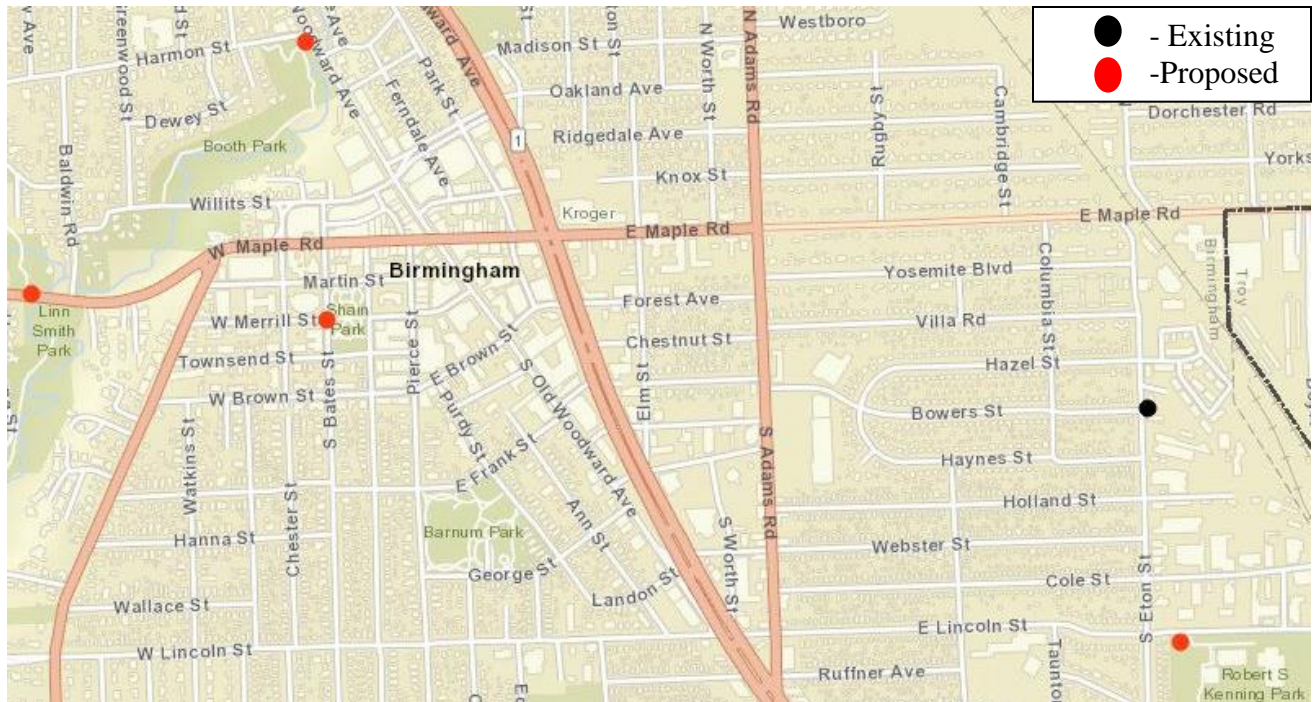 - Existing
-Proposed
Westboro
Harmon St
Woodward Ave
Park St
Madison St
N Worth St
N Adams Rd
Greenwood St
Ferndale Ave
Oakland Ave
Rugby St
Cambridge St
Dorchester Rd
Dewey St
1
Ridgedale Ave
Booth Park
Baldwin Rd
Knox St
Yorks
Willits St
Kroger
E Maple Rd
E Maple Rd
W Maple Rd
Birmingham
Troy
Martin St
Birmingham
Yosemite Blvd
Columbia St
Forest Ave
Linn
Smith
Park
W Merrill St
Shain
Park
Villa Rd
Chestnut St
Townsend St
Pierce St
E Brown St
Hazel St
W Brown St
S Bates St
S Old Woodward Ave
Elm St
Bowers St
E Purdy St
S Adams Rd
Watkins St
E Frank St
Haynes St
Chester St
Holland St
Barnum Park
Ann St
S Worth St
Hanna St
Webster St
George St
Landon St
Cole St
S Eton St
Wallace St
E Lincoln St
W Lincoln St
Ruffner Ave
Taunto
Robert S
Kenning Park